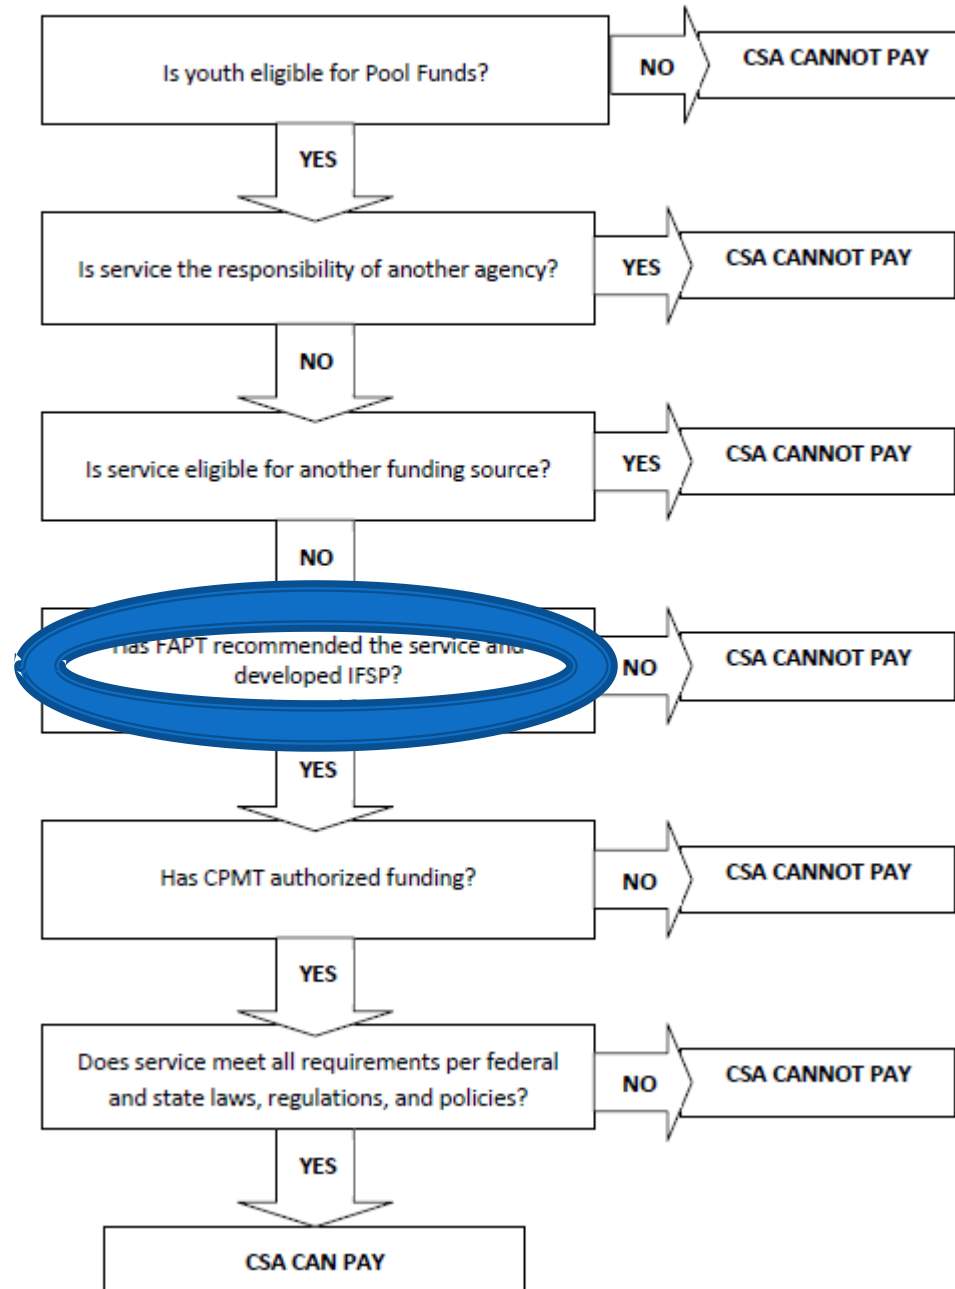 Is youth eligible for Pool Funds?
NO
CSA CANNOT PAY
YES
Is service the responsibility of another agency?
YES
CSA CANNOT PAY
NO
Is service eligible for another funding source?
YES
CSA CANNOT PAY
NO
Has FAPT recommended the service and
developed IFSP?
NO
CSA CANNOT PAY
YES
Has CPMT authorized funding?
NO
CSA CANNOT PAY
YES
Does service meet all requirements per federal
and state laws, regulations, and policies?
NO
CSA CANNOT PAY
YES
CSA CAN PAY